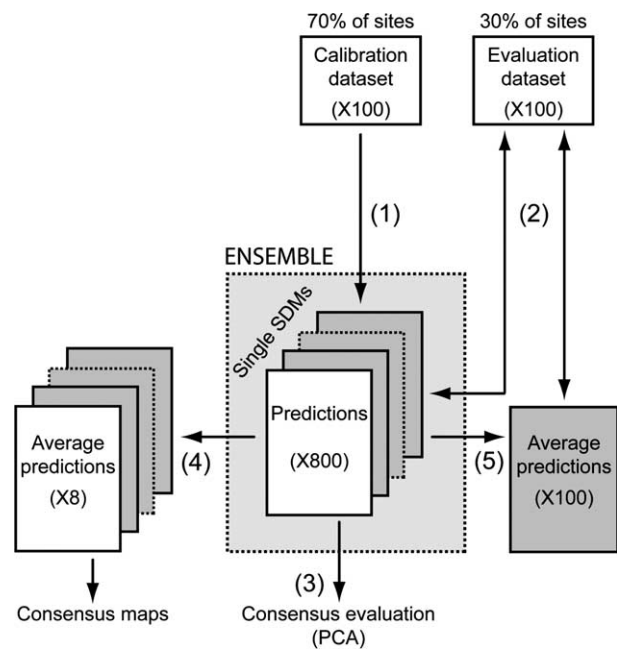 70% of sites
30% of sites
Calibration
dataset
(X100)
Evaluation
dataset
(X100)
(1)
(2)
ENSEMBLE
Single SDMs
Predictions
(X800)
Average
predictions
(X8)
(4)
(5)
Average
predictions
(X100)
(3)
Consensus maps
Consensus evaluation
(PCA)